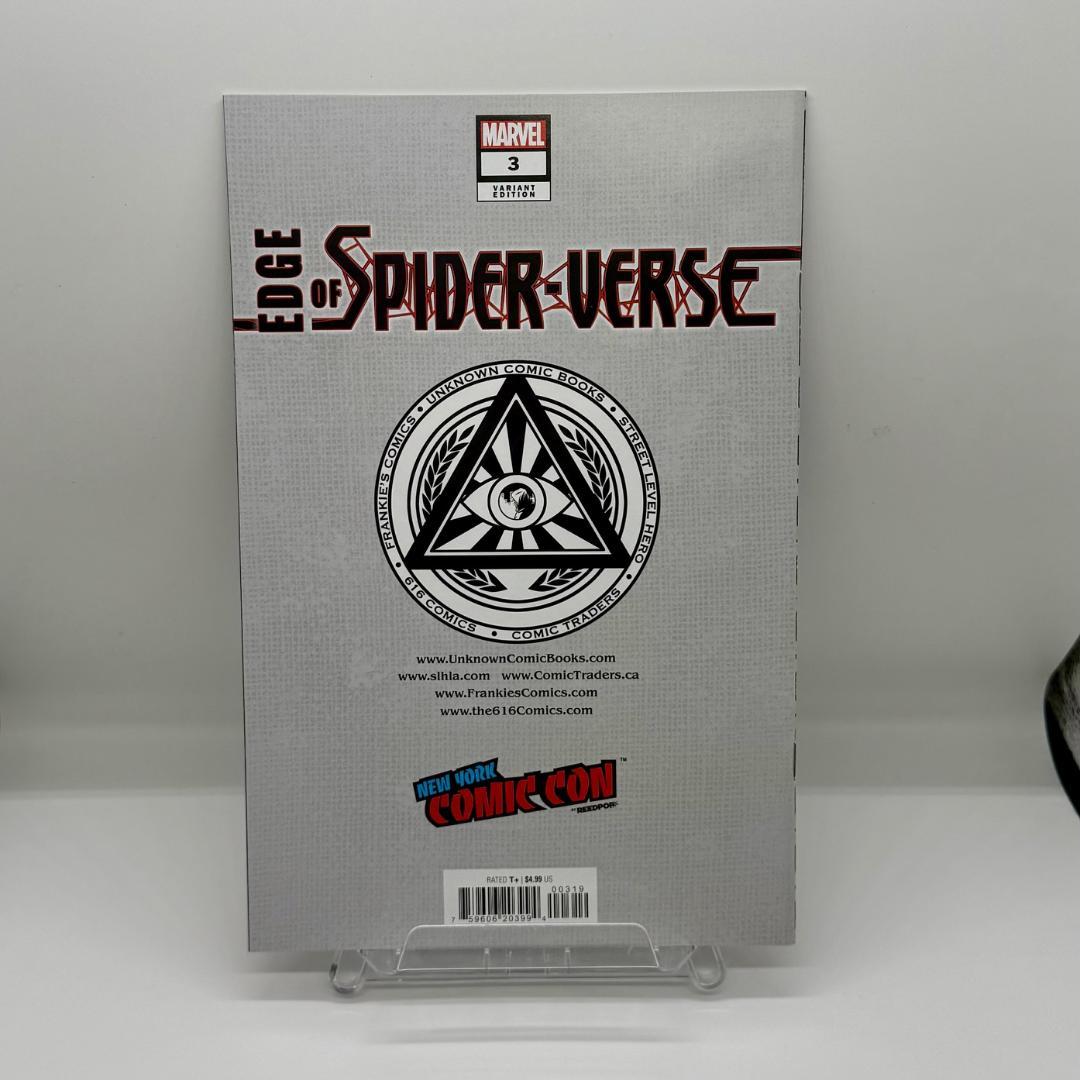 MARVEL
3
VARIANT
EDITION
EDGE OF SPIDER-VERSE
FRANKIE'S COMICS • UNKNOWN COMIC BOOKS • STREET LEVEL HERO • COMIC TRADERS • 616 COMICS •
www.UnknownComicBooks.com
www.slhla.com www.ComicTraders.ca
www.FrankiesComics.com
www.the616Comics.com
NEW YORK
COMIC CON ™
BY REEDPOP
RATED T+ | $4.99 US
00319
7 59606 20399 4